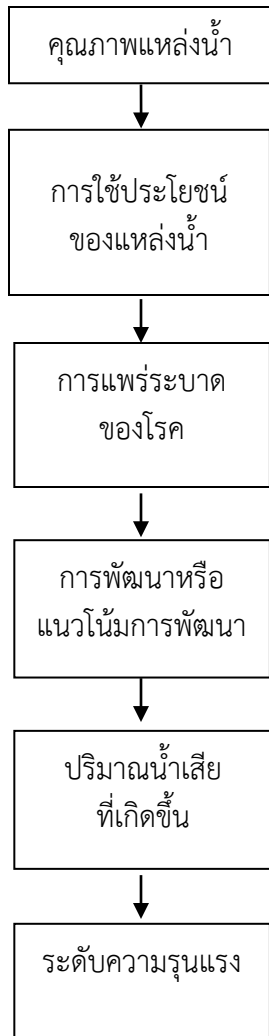 คุณภาพแหล่งน้ำ
การใช้ประโยชน์
ของแหล่งน้ำ
การแพร่ระบาด
ของโรค
การพัฒนาหรือ
แนวโน้มการพัฒนา
ปริมาณน้ำเสีย
ที่เกิดขึ้น
ระดับความรุนแรง